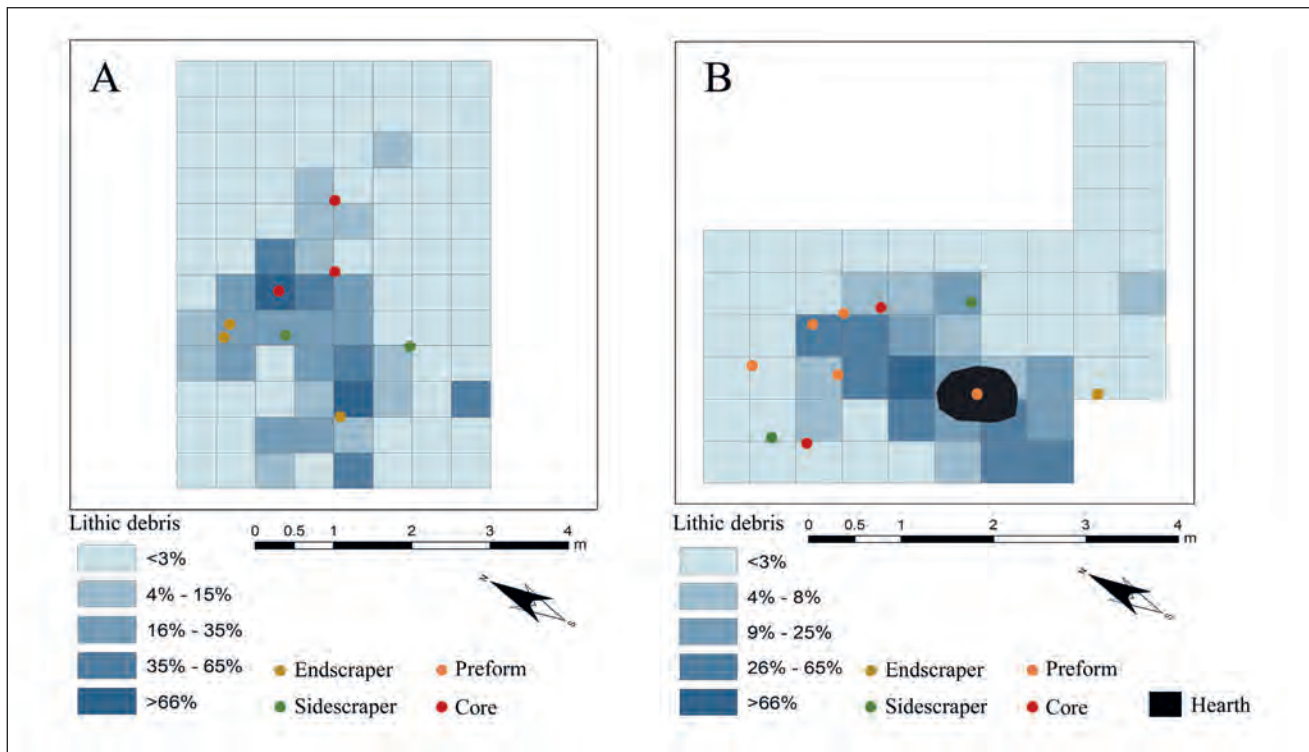 A
B
Lithic debris
0 0.5 1 2 3 4
m
<3%
4% - 15%
16% - 35%
35% - 65%
>66%
N
S
Endscraper
Preform
Sidescraper
Core
Lithic debris
0 0.5 1 2 3 4
m
<3%
4% - 8%
9% - 25%
26% - 65%
>66%
N
S
Endscraper
Preform
Sidescraper
Core
Hearth